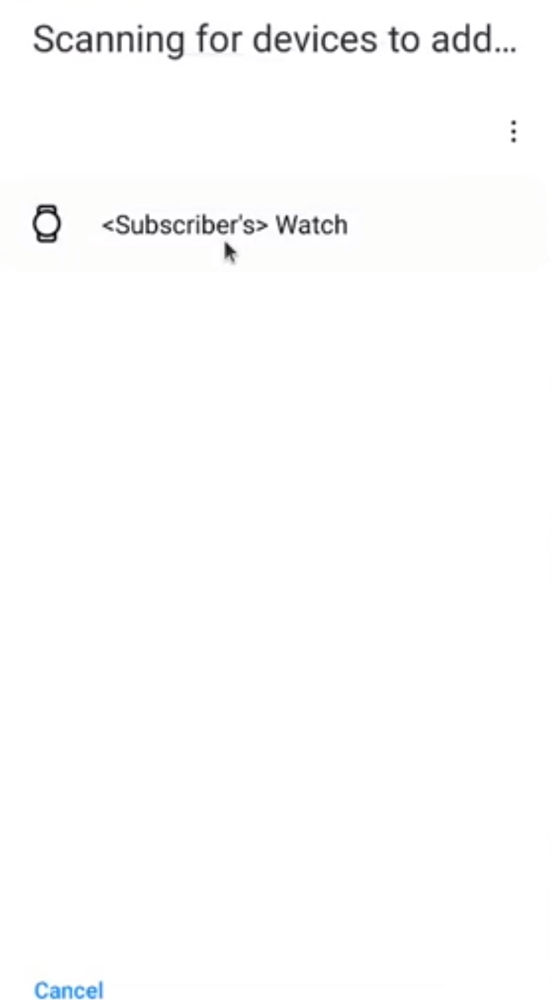 Scanning for devices to add...
<Subscriber's> Watch
Cancel